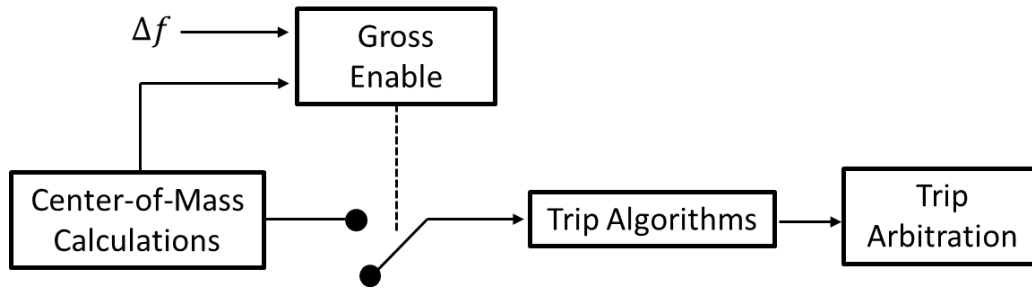 Δf
Gross
Enable
Center-of-Mass
Calculations
Trip Algorithms
Trip
Arbitration